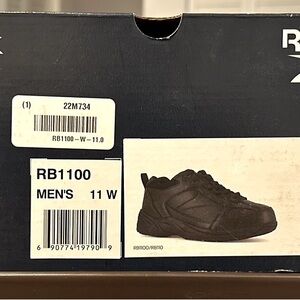 R
(1) 22M734
RB1100-W-11.0
RB1100
MEN'S 11 W
6 90774 19790 9
RB1100/RB110